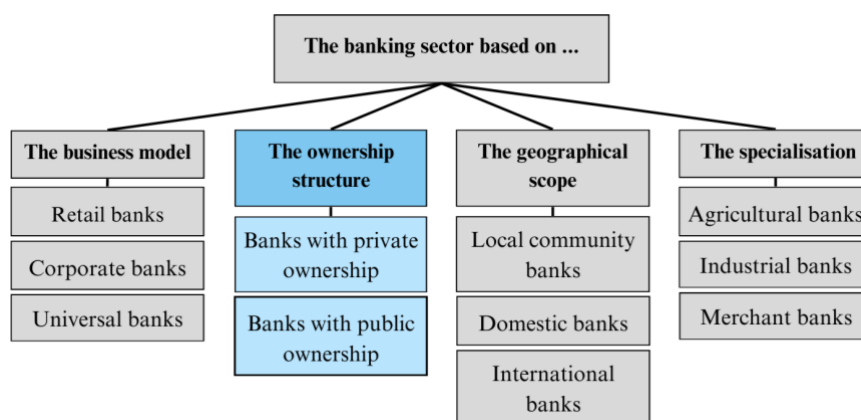 The banking sector based on ...
The business model
Retail banks
Corporate banks
Universal banks
The ownership
structure
Banks with private
ownership
Banks with public
ownership
The geographical
scope
Local community
banks
Domestic banks
International
banks
The specialisation
Agricultural banks
Industrial banks
Merchant banks